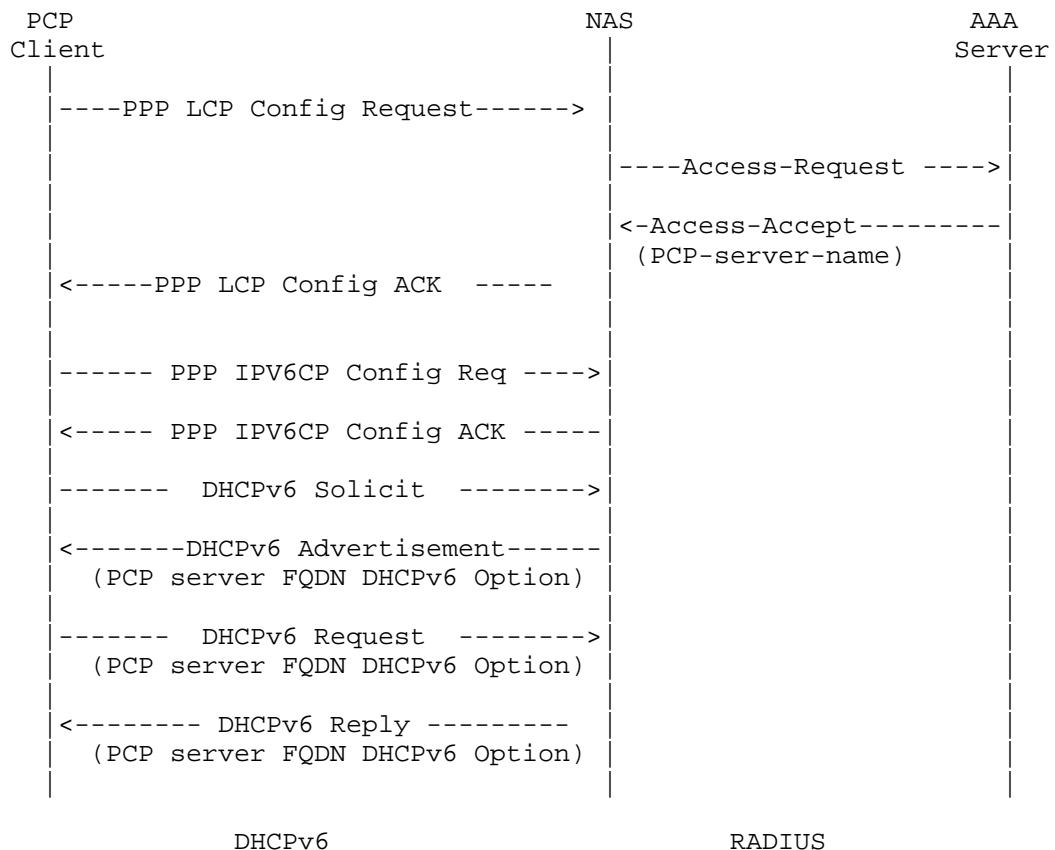 PCP NAS AAA
Client Server
----PPP LCP Config Request------>
----Access-Request ---->
<-Access-Accept---------
(PCP-server-name)
<-----PPP LCP Config ACK -----
------ PPP IPV6CP Config Req ---->
<----- PPP IPV6CP Config ACK -----
------- DHCPv6 Solicit -------->
<-------DHCPv6 Advertisement------
(PCP server FQDN DHCPv6 Option)
------- DHCPv6 Request -------->
(PCP server FQDN DHCPv6 Option)
<-------- DHCPv6 Reply ---------
(PCP server FQDN DHCPv6 Option)
DHCPv6 RADIUS